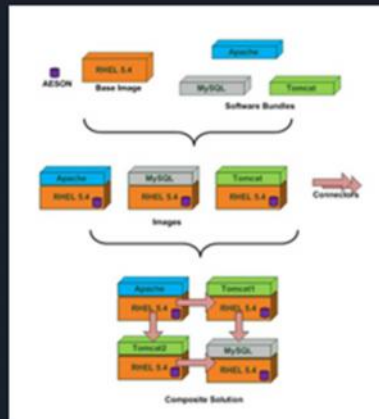 Apache
RHEL 5.4
AESON
Base Image
MySQL
Tomcat
Software Bundles
Apache
MySQL
Tomcat
RHEL 5.4
RHEL 5.4
RHEL 5.4
Connectors
Images
Apache
Tomcat1
RHEL 5.4
RHEL 5.4
Tomcat2
MySQL
RHEL 5.4
RHEL 5.4
Composite Solution